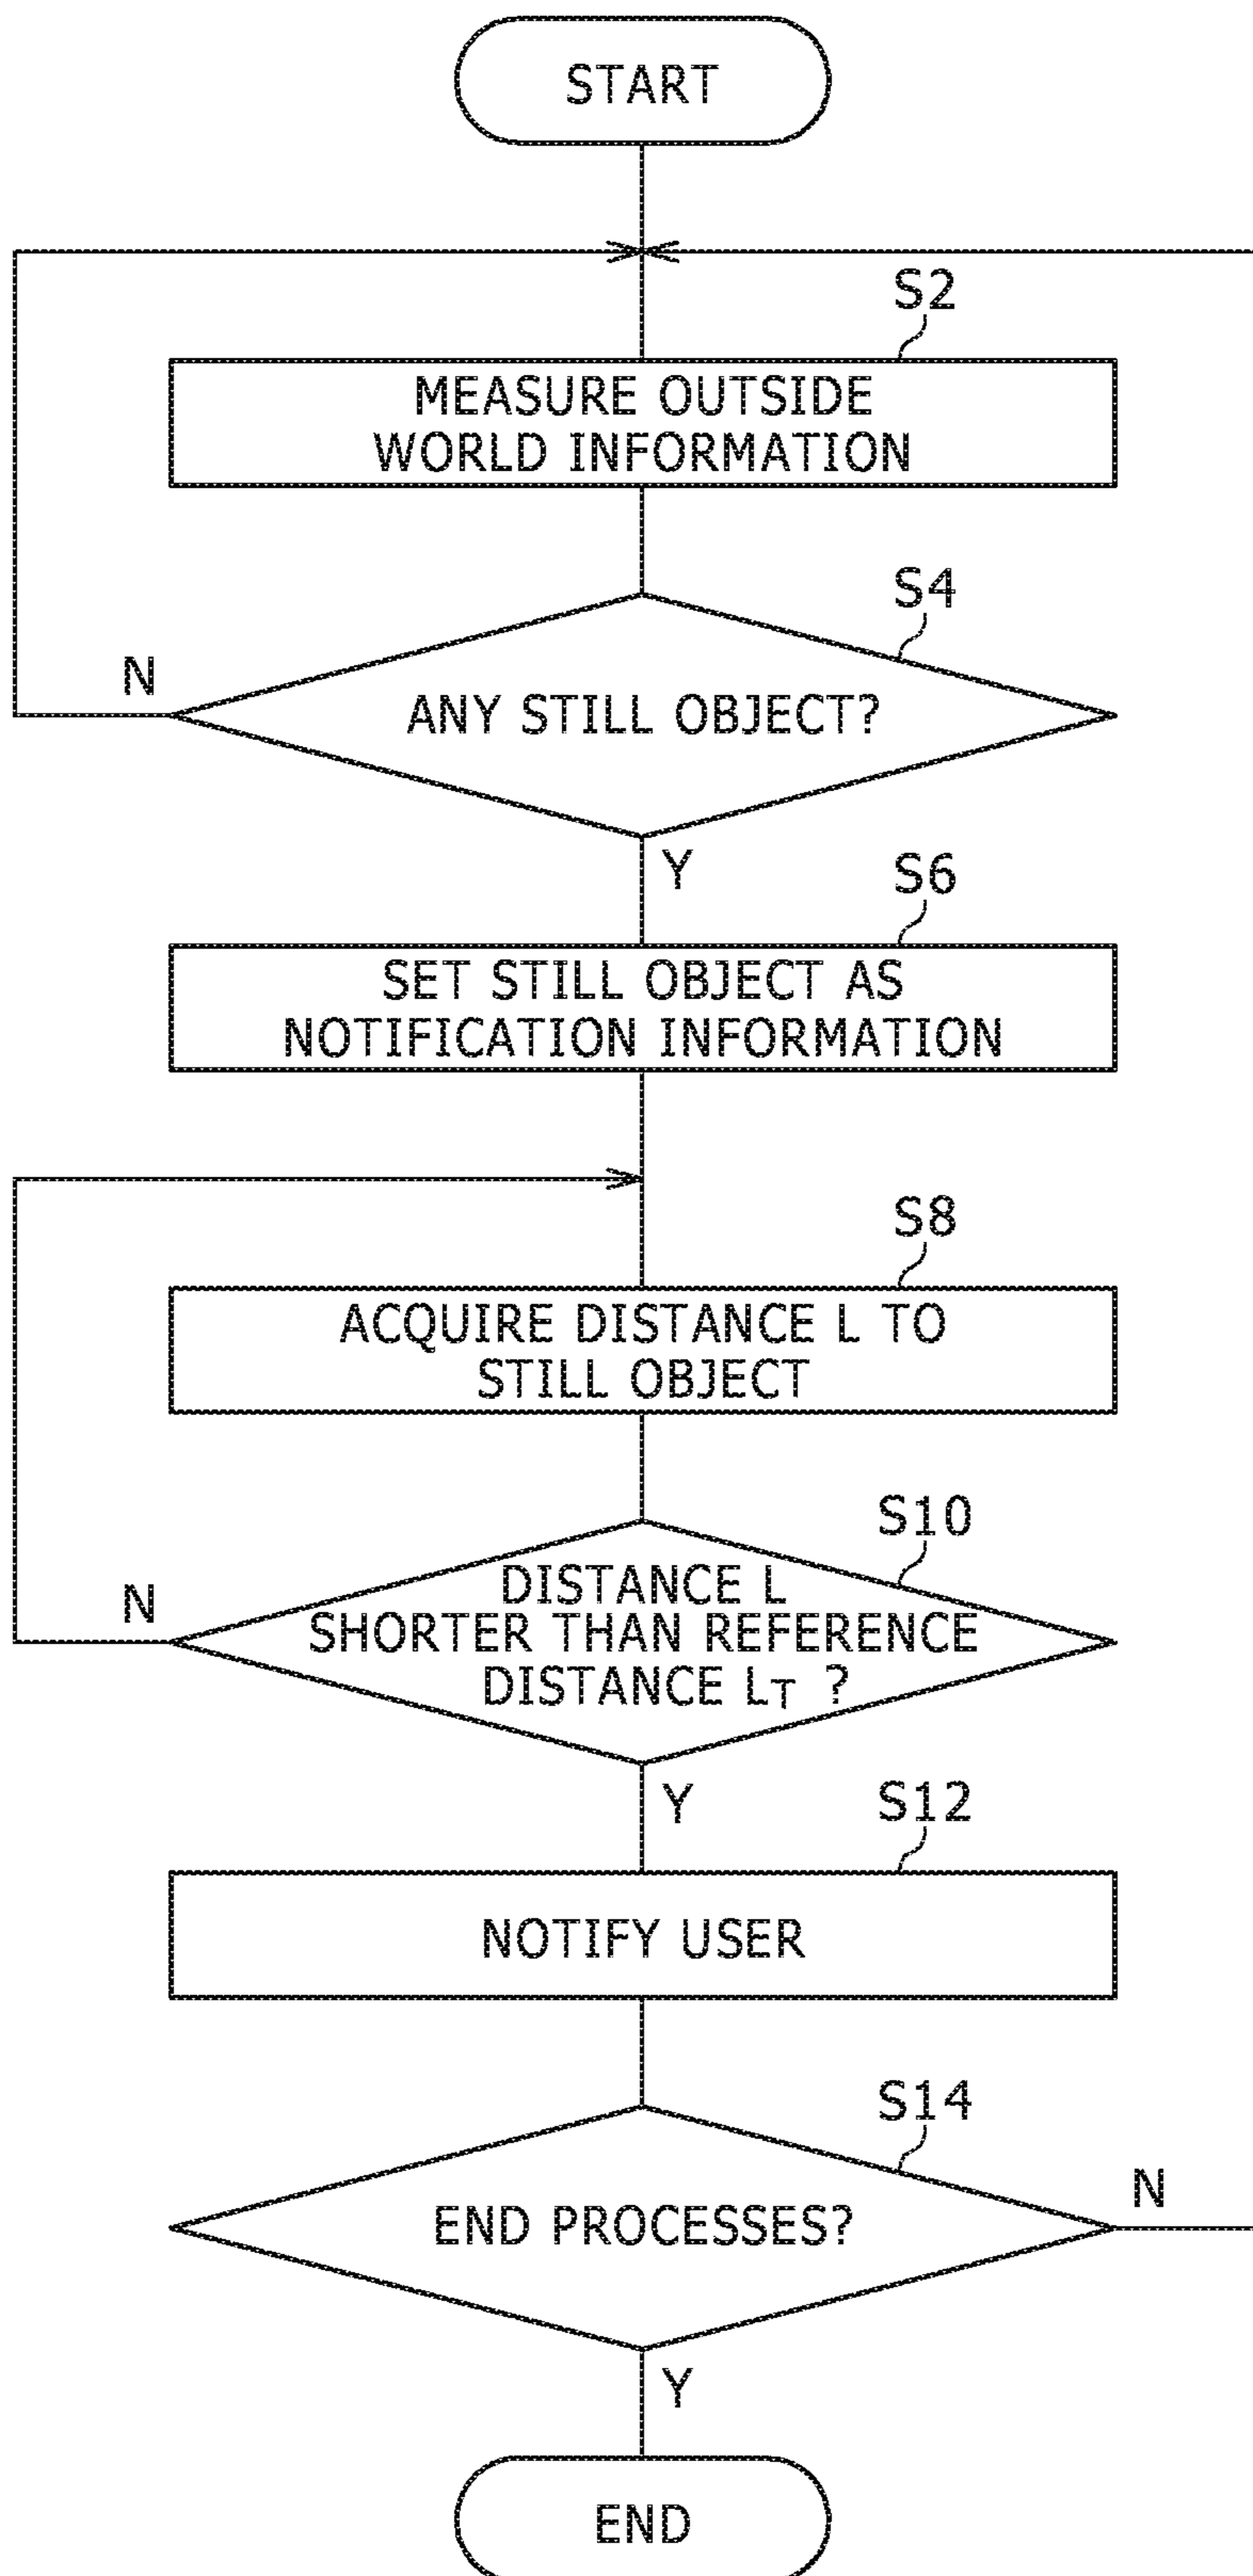 START
S2
MEASURE OUTSIDE
WORLD INFORMATION
S4
N
ANY STILL OBJECT?
Y
S6
SET STILL OBJECT AS
NOTIFICATION INFORMATION
S8
ACQUIRE DISTANCE L TO
STILL OBJECT
S10
N
DISTANCE L
SHORTER THAN REFERENCE
DISTANCE LT ?
Y
S12
NOTIFY USER
S14
N
END PROCESSES?
Y
END